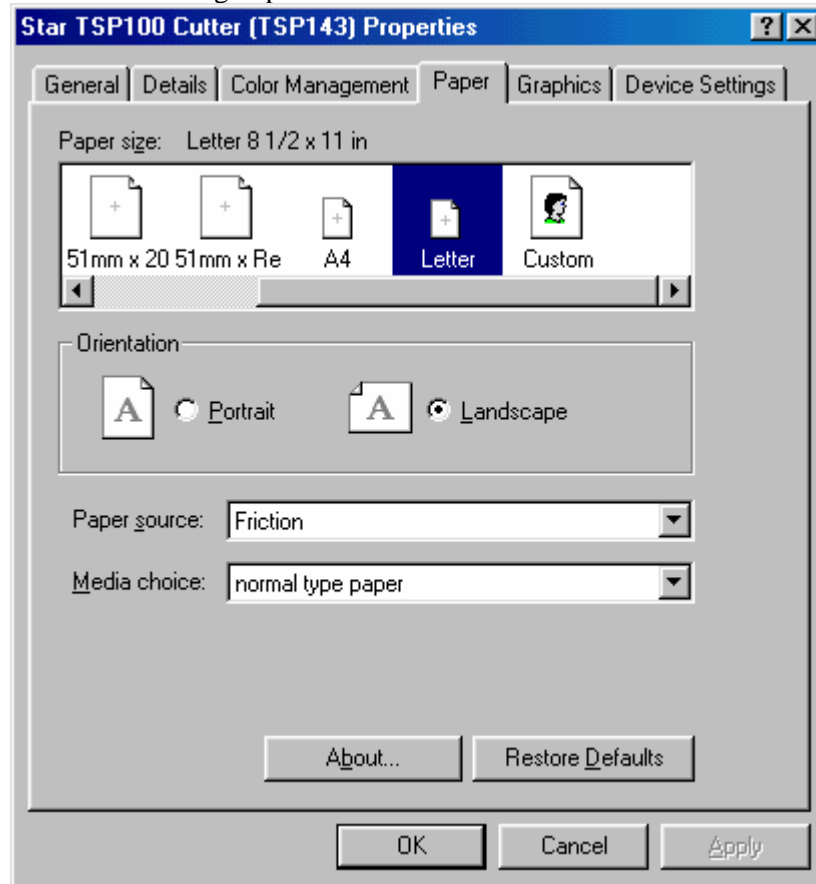 Star TSP100 Cutter (TSP143) Properties
General Details Color Management Paper Graphics Device Settings
Paper size: Letter 8 1/2 x 11 in
51mm x 20 51mm x Re A4 Letter Custom
Orientation
A Portrait A Landscape
Paper source: Friction
Media choice: normal type paper
About... Restore Defaults
OK Cancel Apply